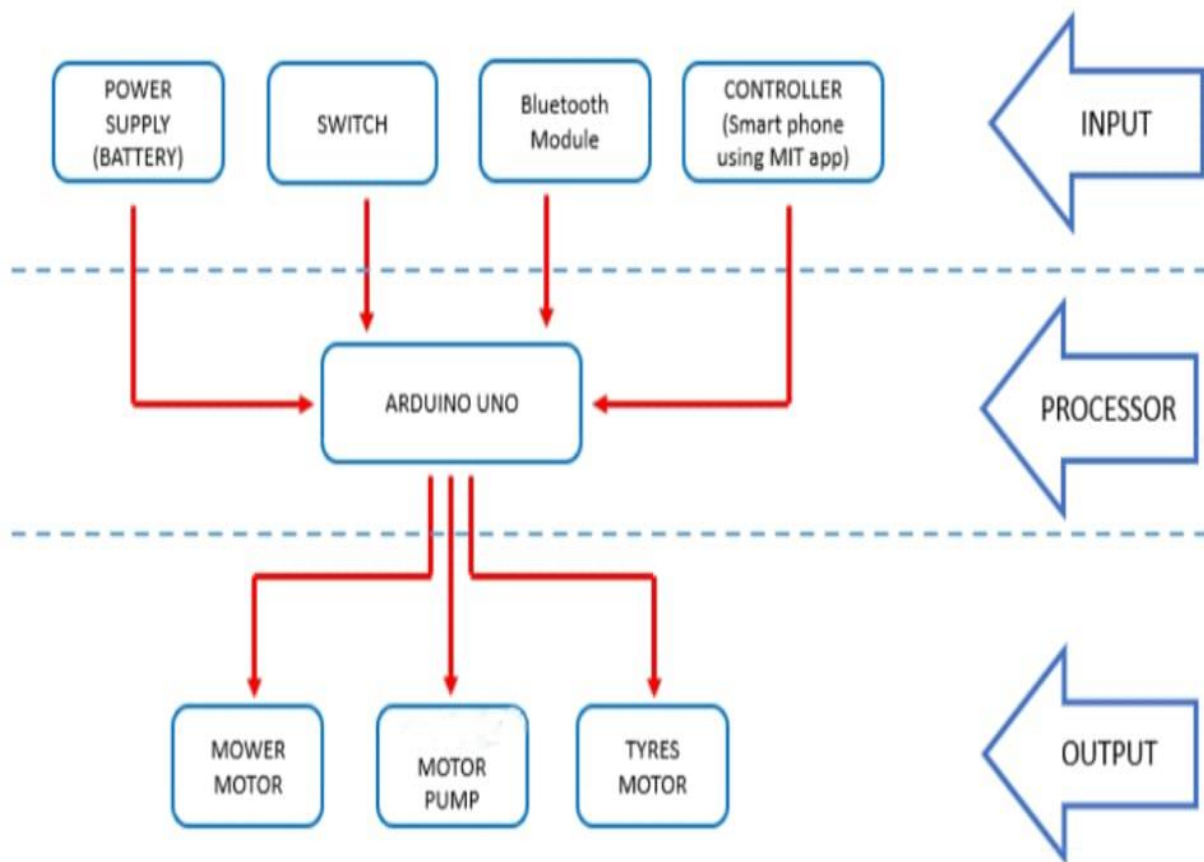 POWER
SUPPLY
(BATTERY)
SWITCH
Bluetooth
Module
CONTROLLER
(Smart phone
using MIT app)
INPUT
ARDUINO UNO
PROCESSOR
MOWER
MOTOR
MOTOR
PUMP
TYRES
MOTOR
OUTPUT